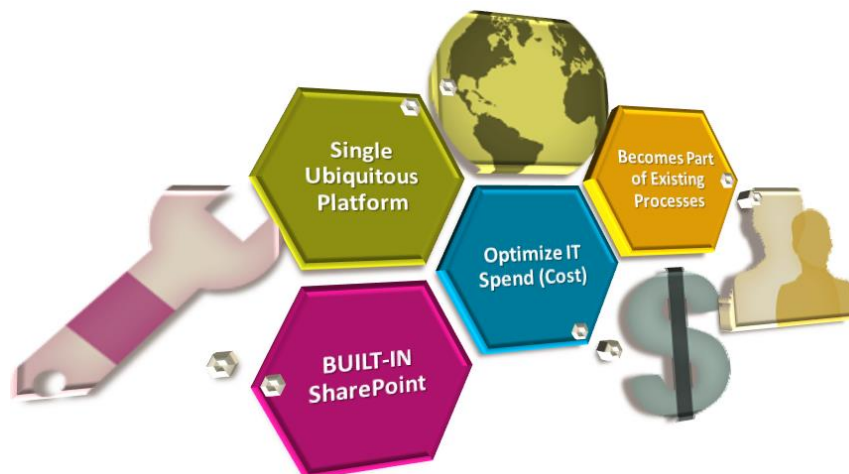 Single
Ubiquitous
Platform
Becomes Part
of Existing
Processes
Optimize IT
Spend (Cost)
BUILT-IN
SharePoint